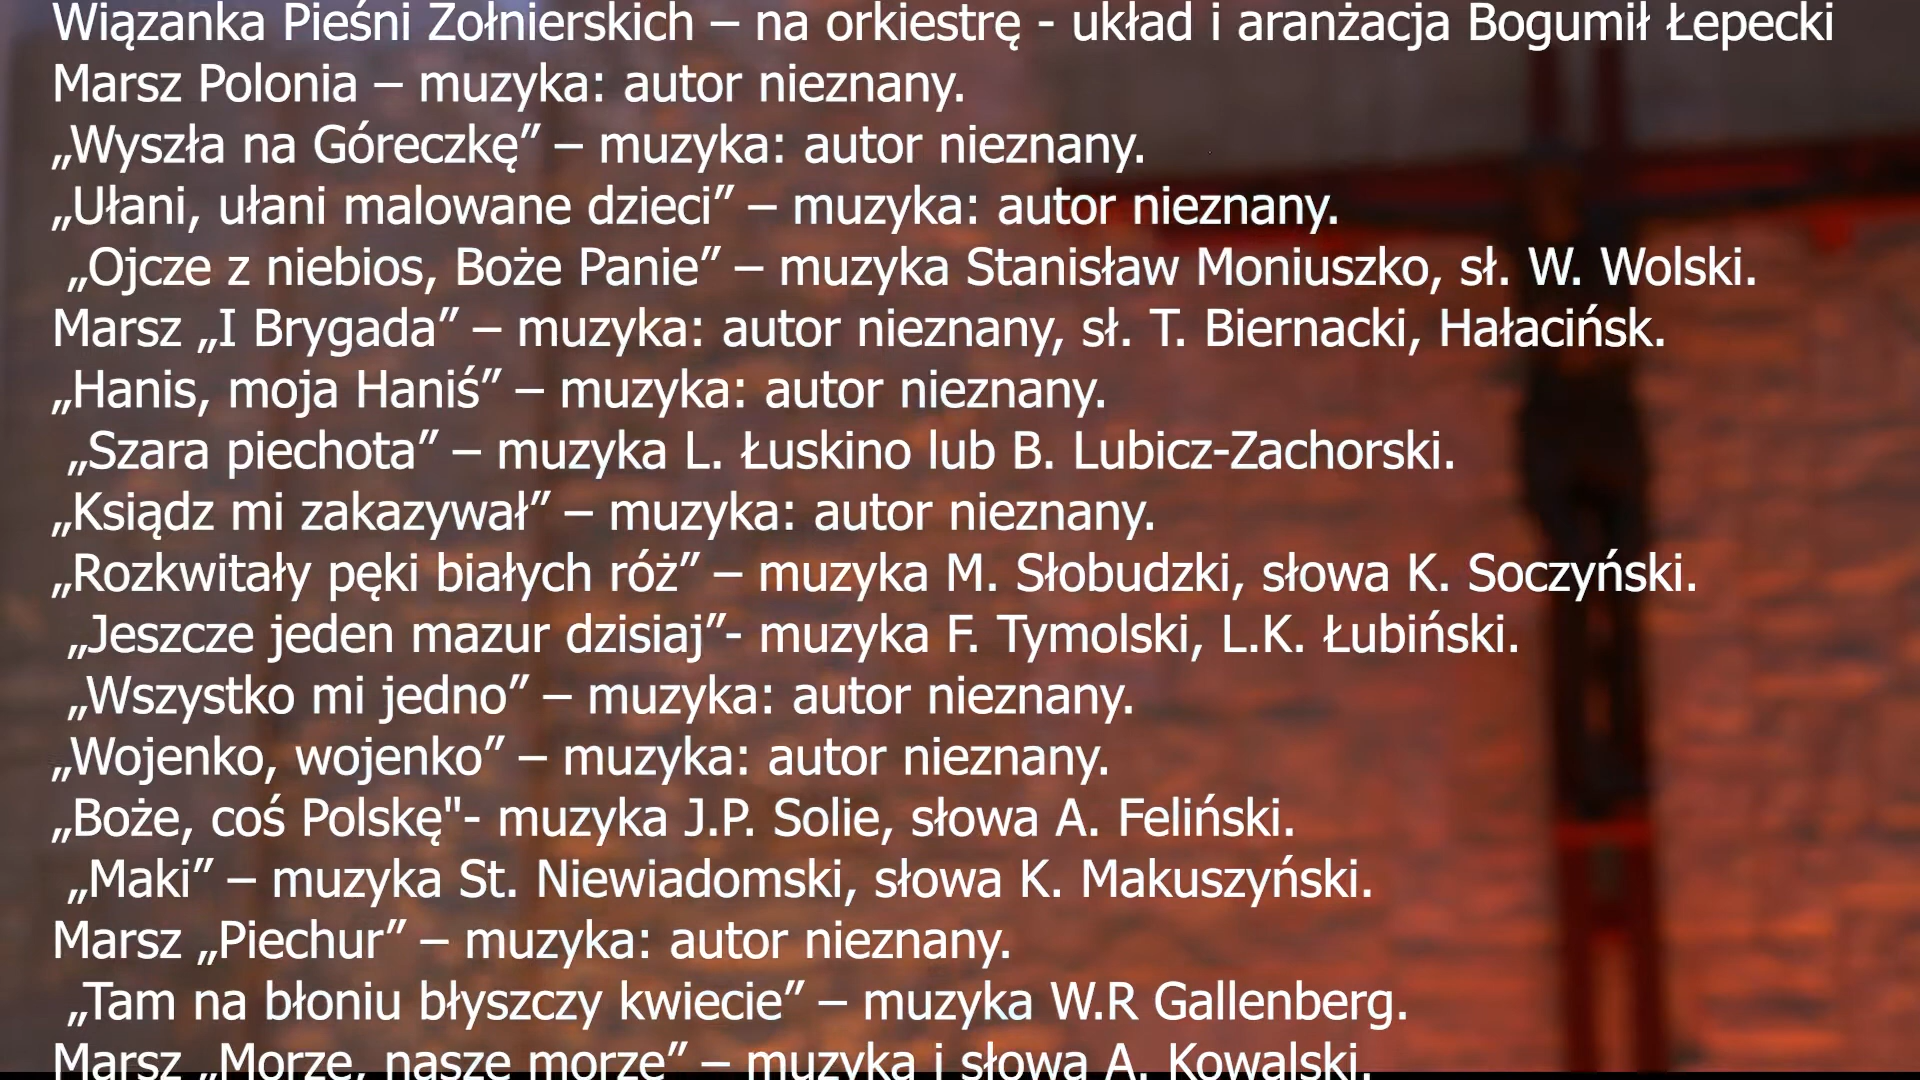 Wiązanka Pieśni Żołnierskich – na orkiestrę - układ i aranżacja Bogumił Łepecki
Marsz Polonia – muzyka: autor nieznany.
„Wyszła na Góreczkę” – muzyka: autor nieznany.
„Ułani, ułani malowane dzieci” – muzyka: autor nieznany.
„Ojcze z niebios, Boże Panie” – muzyka Stanisław Moniuszko, sł. W. Wolski.
Marsz „I Brygada” – muzyka: autor nieznany, sł. T. Biernacki, Hałacińsk.
„Hanis, moja Haniś” – muzyka: autor nieznany.
„Szara piechota” – muzyka L. Łuskino lub B. Lubicz-Zachorski.
„Ksiądz mi zakazywał” – muzyka: autor nieznany.
„Rozkwitały pęki białych róż” – muzyka M. Słobudzki, słowa K. Soczyński.
„Jeszcze jeden mazur dzisiaj”- muzyka F. Tymolski, L.K. Łubiński.
„Wszystko mi jedno” – muzyka: autor nieznany.
„Wojenko, wojenko” – muzyka: autor nieznany.
„Boże, coś Polskę"- muzyka J.P. Solie, słowa A. Feliński.
„Maki” – muzyka St. Niewiadomski, słowa K. Makuszyński.
Marsz „Piechur” – muzyka: autor nieznany.
„Tam na błoniu błyszczy kwiecie” – muzyka W.R Gallenberg.
Marsz „Morze, nasze morze” – muzyka i słowa A. Kowalski.